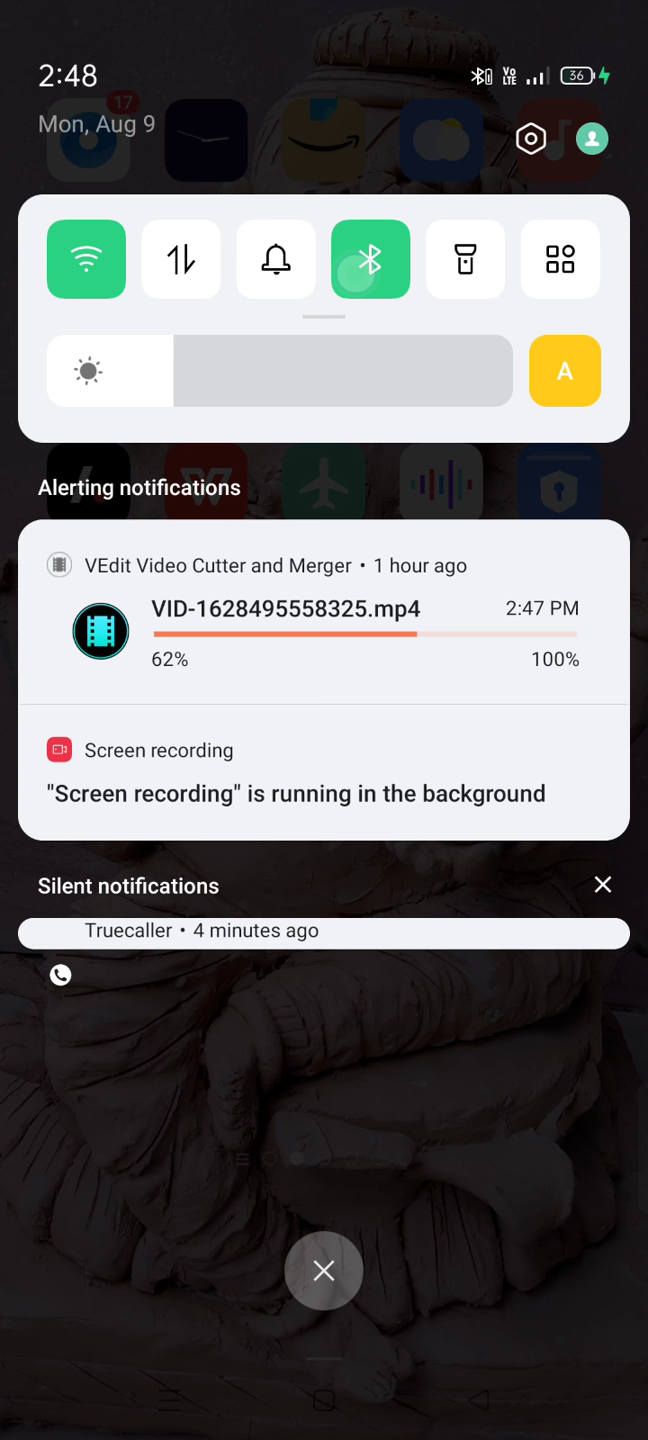 2:48
VO LTE
36
Mon, Aug 9
17
A
Alerting notifications
VEdit Video Cutter and Merger • 1 hour ago
VID-1628495558325.mp4 2:47 PM
62% 100%
Screen recording
"Screen recording" is running in the background
Silent notifications
Truecaller • 4 minutes ago